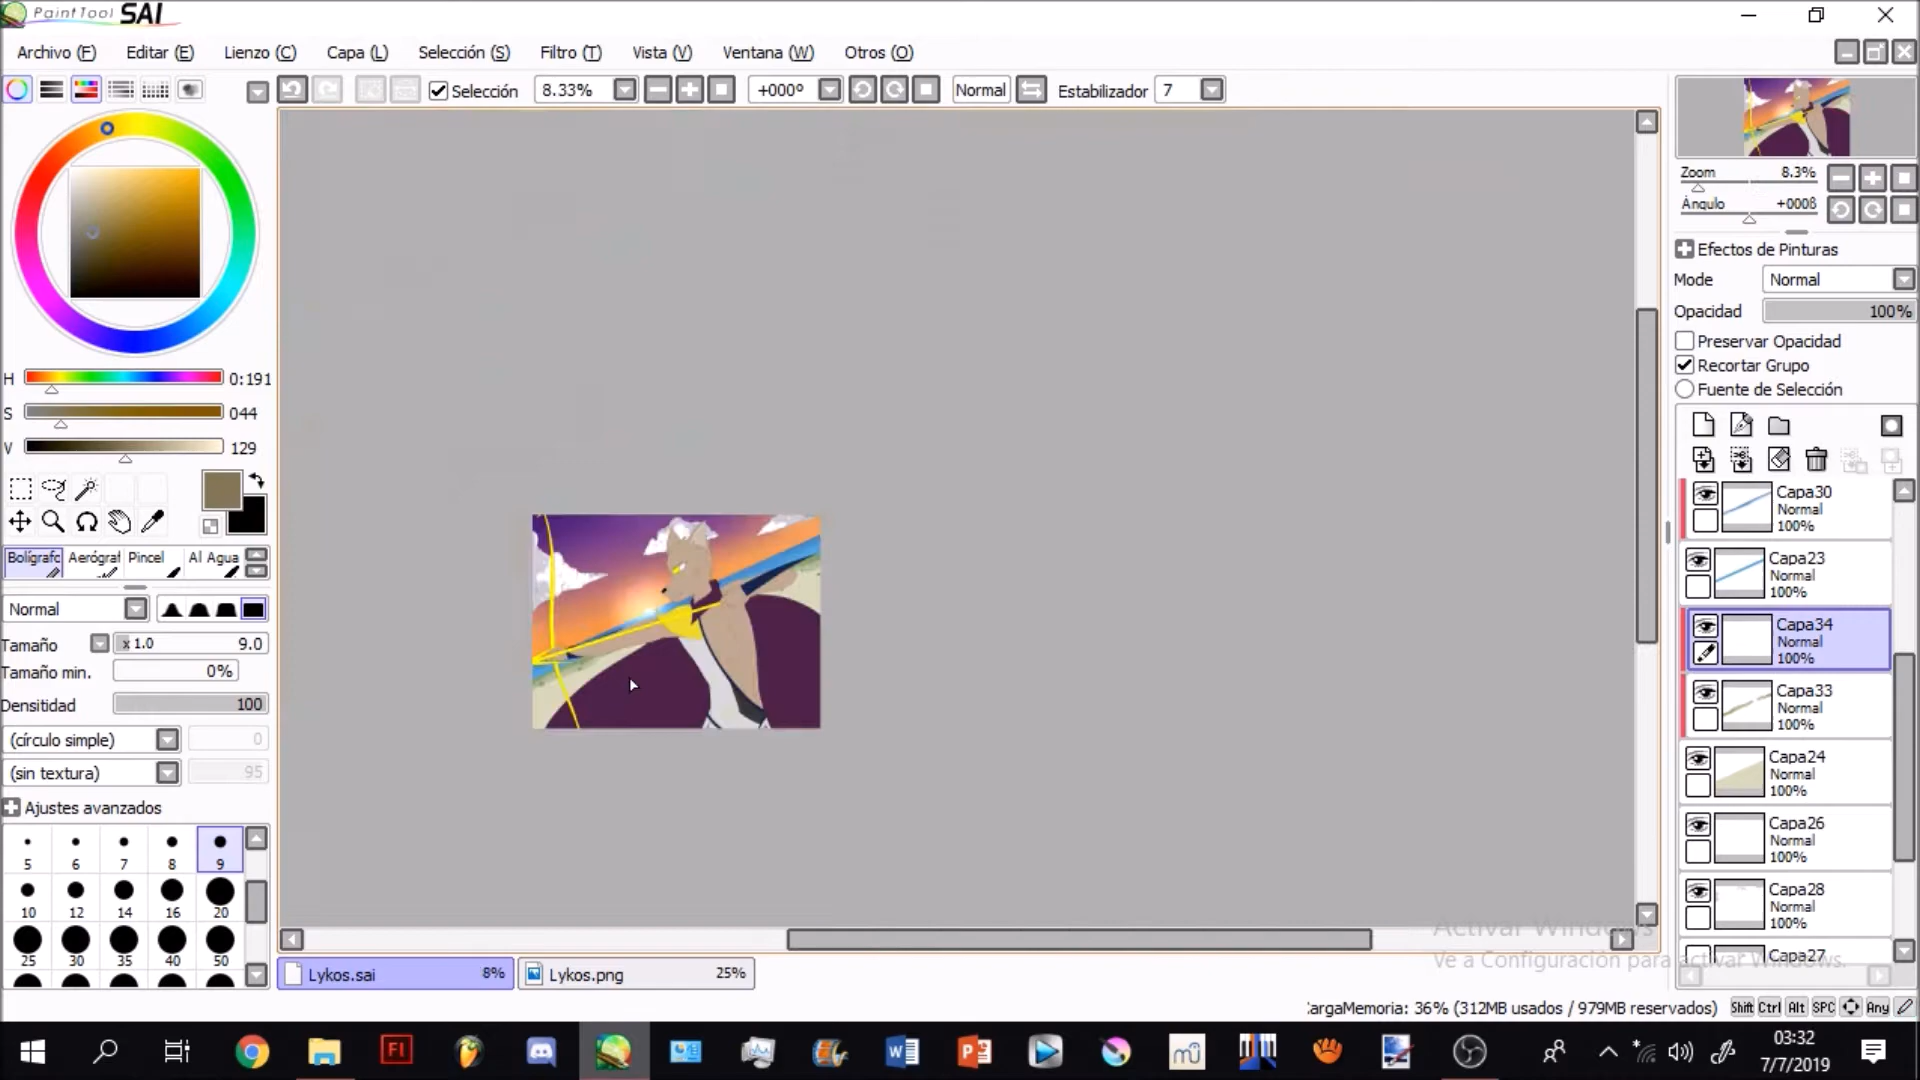 PaintTool SAI
Archivo (F) Editar (E) Lienzo (C) Capa (L) Selección (S) Filtro (T) Vista (V) Ventana (W) Otros (O)
Selección 8.33% +000º Normal Estabilizador 7
Zoom 8.3%
Ángulo +000ß
Efectos de Pinturas
Mode Normal
Opacidad 100%
Preservar Opacidad
Recortar Grupo
Fuente de Selección
H 0:191
S 044
V 129
Bolígrafc Aerógraf Pincel Al Agua
Normal
Tamaño x 1.0 9.0
Tamaño min. 0%
Densitidad 100
(círculo simple) 0
(sin textura) 95
Ajustes avanzados
5 6 7 8 9
10 12 14 16 20
25 30 35 40 50
Capa30
Normal
100%
Capa23
Normal
100%
Capa34
Normal
100%
Capa33
Normal
100%
Capa24
Normal
100%
Capa26
Normal
100%
Capa28
Normal
100%
Capa27
Activar Windows
Ve a Configuración para activar Windows.
Lykos.sai 8% Lykos.png 25%
:argaMemoria: 36% (312MB usados / 979MB reservados) Shift Ctrl Alt SPC Any
03:32
7/7/2019